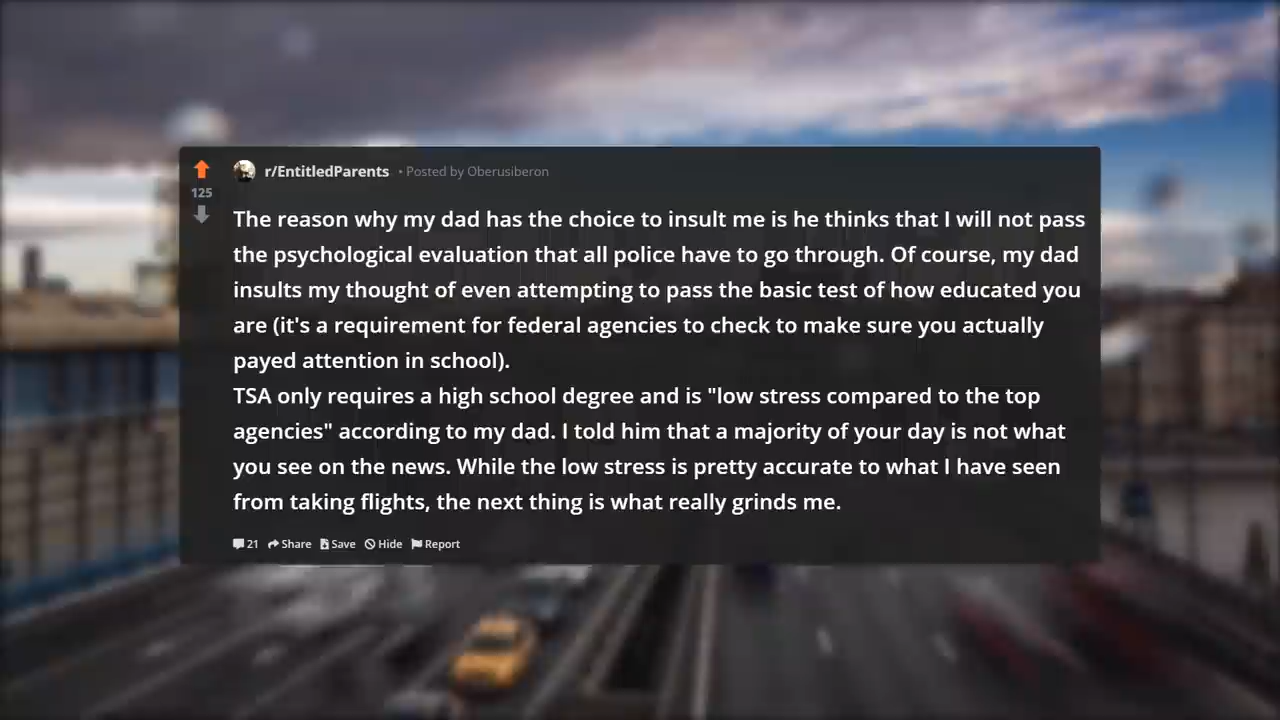 r/EntitledParents • Posted by Oberusiberon
125
The reason why my dad has the choice to insult me is he thinks that I will not pass
the psychological evaluation that all police have to go through. Of course, my dad
insults my thought of even attempting to pass the basic test of how educated you
are (it's a requirement for federal agencies to check to make sure you actually
payed attention in school).
TSA only requires a high school degree and is "low stress compared to the top
agencies" according to my dad. I told him that a majority of your day is not what
you see on the news. While the low stress is pretty accurate to what I have seen
from taking flights, the next thing is what really grinds me.
21 Share Save Hide Report